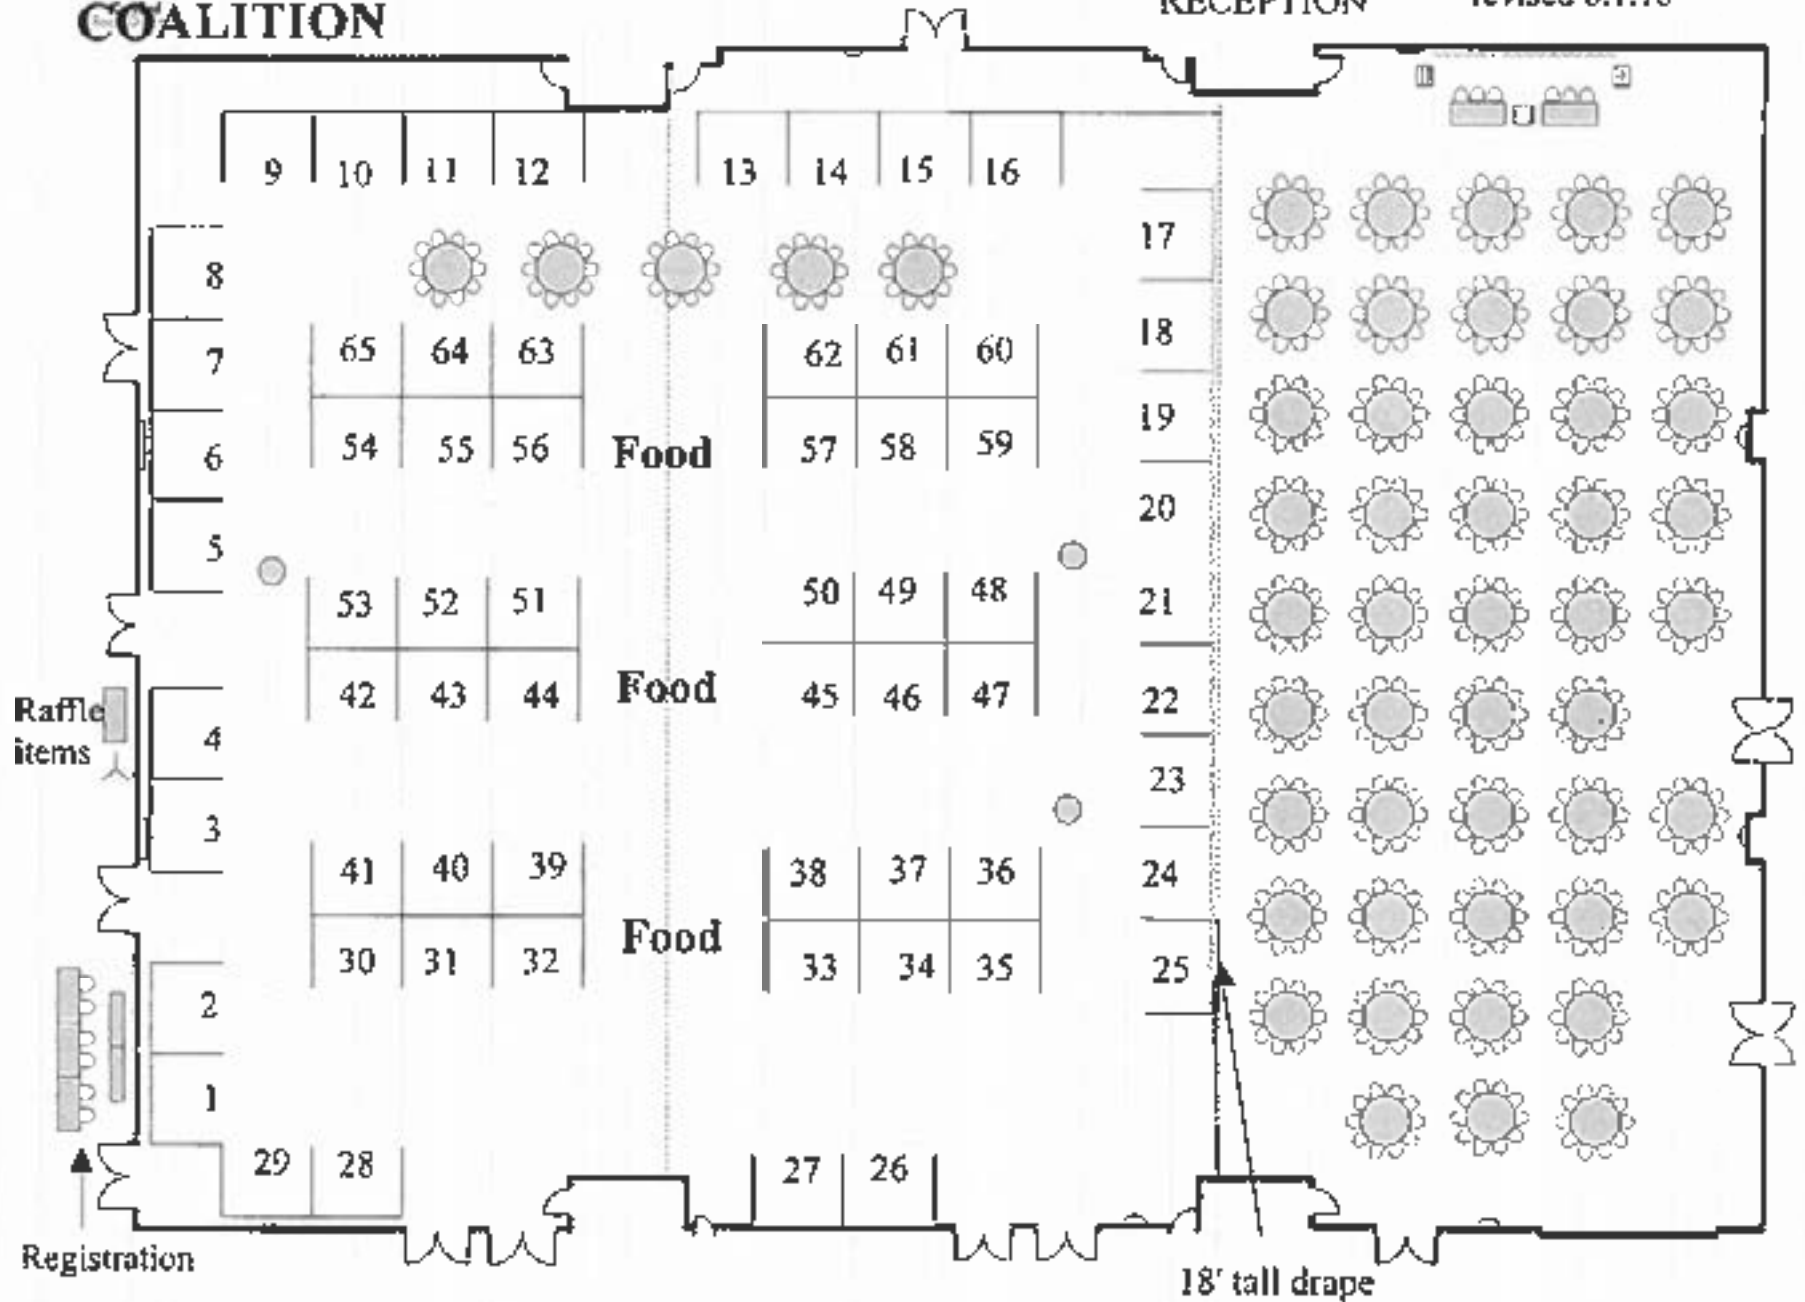 COALITION
RECEPTION
9 10 11 12 13 14 15 16
17
8
18
7 65 64 63 62 61 60
19
6 54 55 56 Food 57 58 59
20
5
53 52 51 50 49 48 21
Raffle
items
4 42 43 44 Food 45 46 47 22
23
3
41 40 39 38 37 36 24
30 31 32 Food 33 34 35 25
2
1
29 28 27 26
Registration
18' tall drape